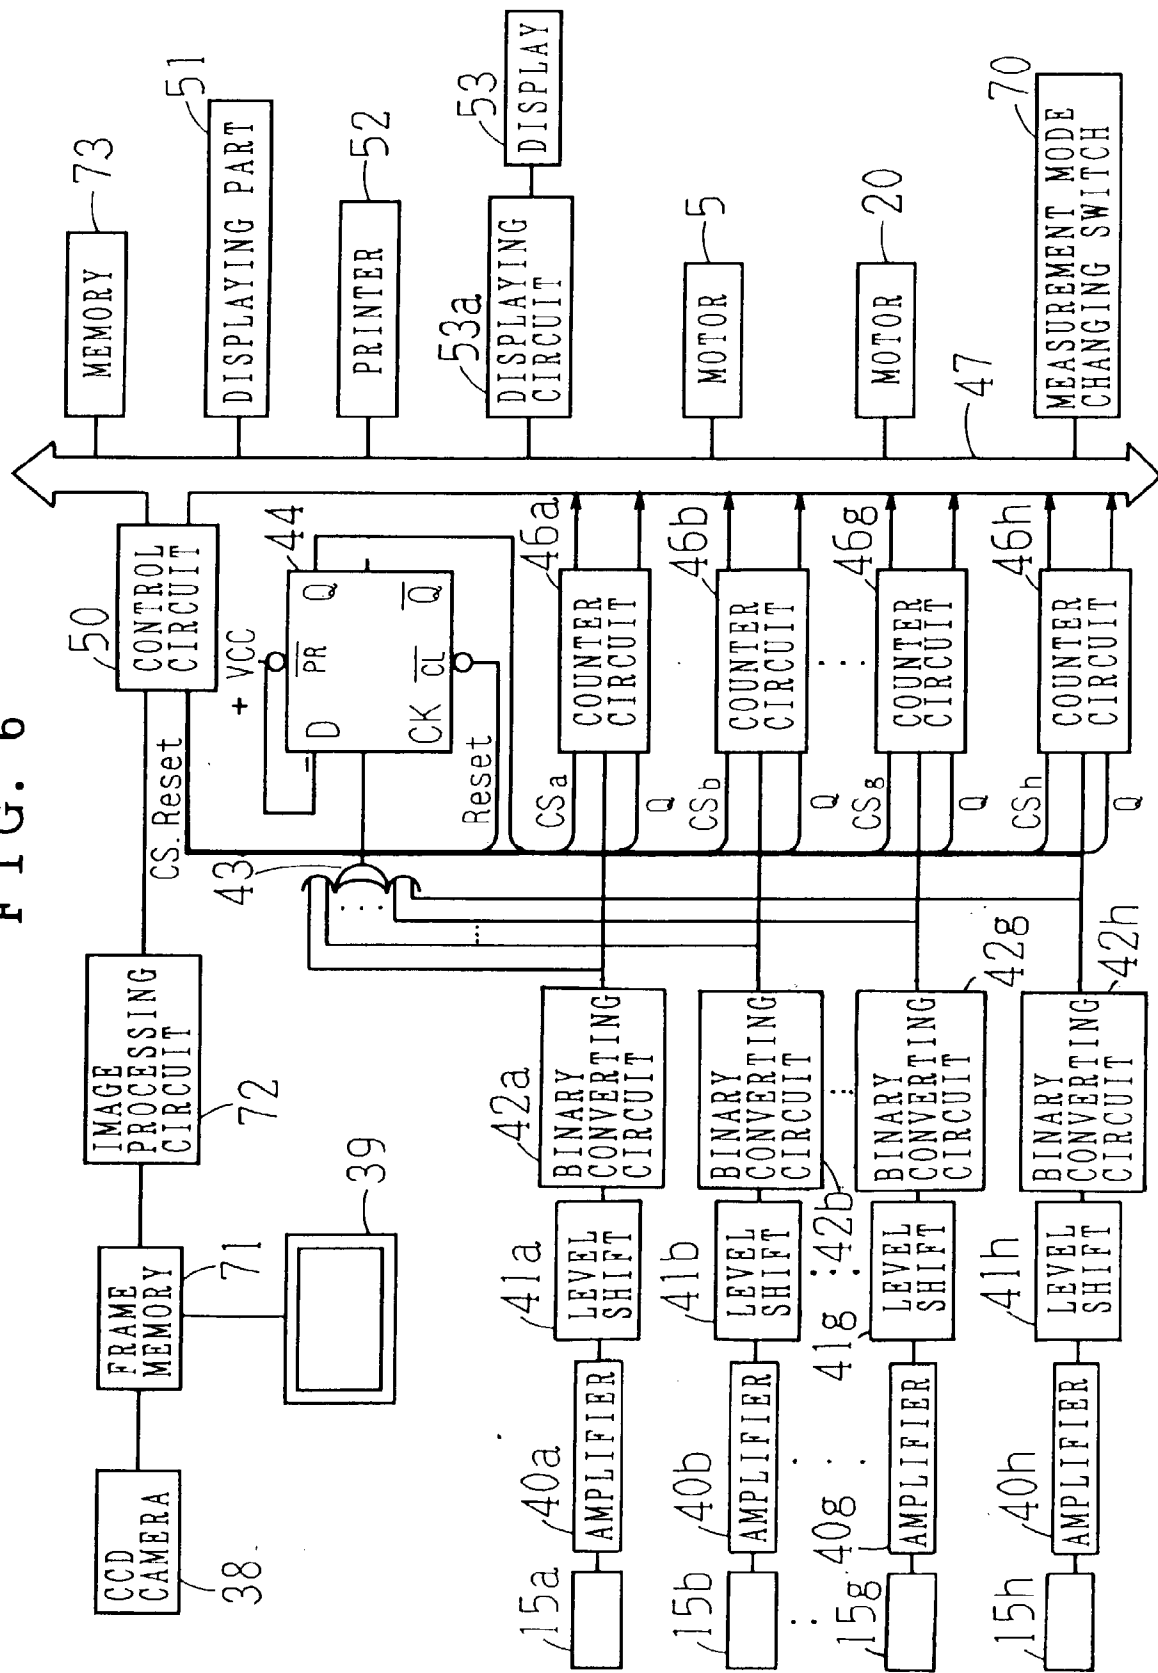 FIG. 6
CCD
CAMERA
38
FRAME
MEMORY
71
39
IMAGE
PROCESSING
CIRCUIT
72
CS.Reset
CONTROL
CIRCUIT
50
MEMORY
73
DISPLAYING PART
51
PRINTER
52
DISPLAYING
CIRCUIT
53a
DISPLAY
53
MOTOR
5
MOTOR
20
MEASUREMENT MODE
CHANGING SWITCH
70
47
43
+ VCC
44
D
PR
Q
CK
CL
Q
Reset
15a
40a
AMPLIFIER
41a
LEVEL
SHIFT
42a
BINARY
CONVERTING
CIRCUIT
CSa
Q
COUNTER
CIRCUIT
46a
15b
40b
AMPLIFIER
41b
LEVEL
SHIFT
42b
BINARY
CONVERTING
CIRCUIT
CSb
Q
COUNTER
CIRCUIT
46b
15g
40g
AMPLIFIER
41g
LEVEL
SHIFT
42g
BINARY
CONVERTING
CIRCUIT
CSg
Q
COUNTER
CIRCUIT
46g
15h
40h
AMPLIFIER
41h
LEVEL
SHIFT
42h
BINARY
CONVERTING
CIRCUIT
CSh
Q
COUNTER
CIRCUIT
46h